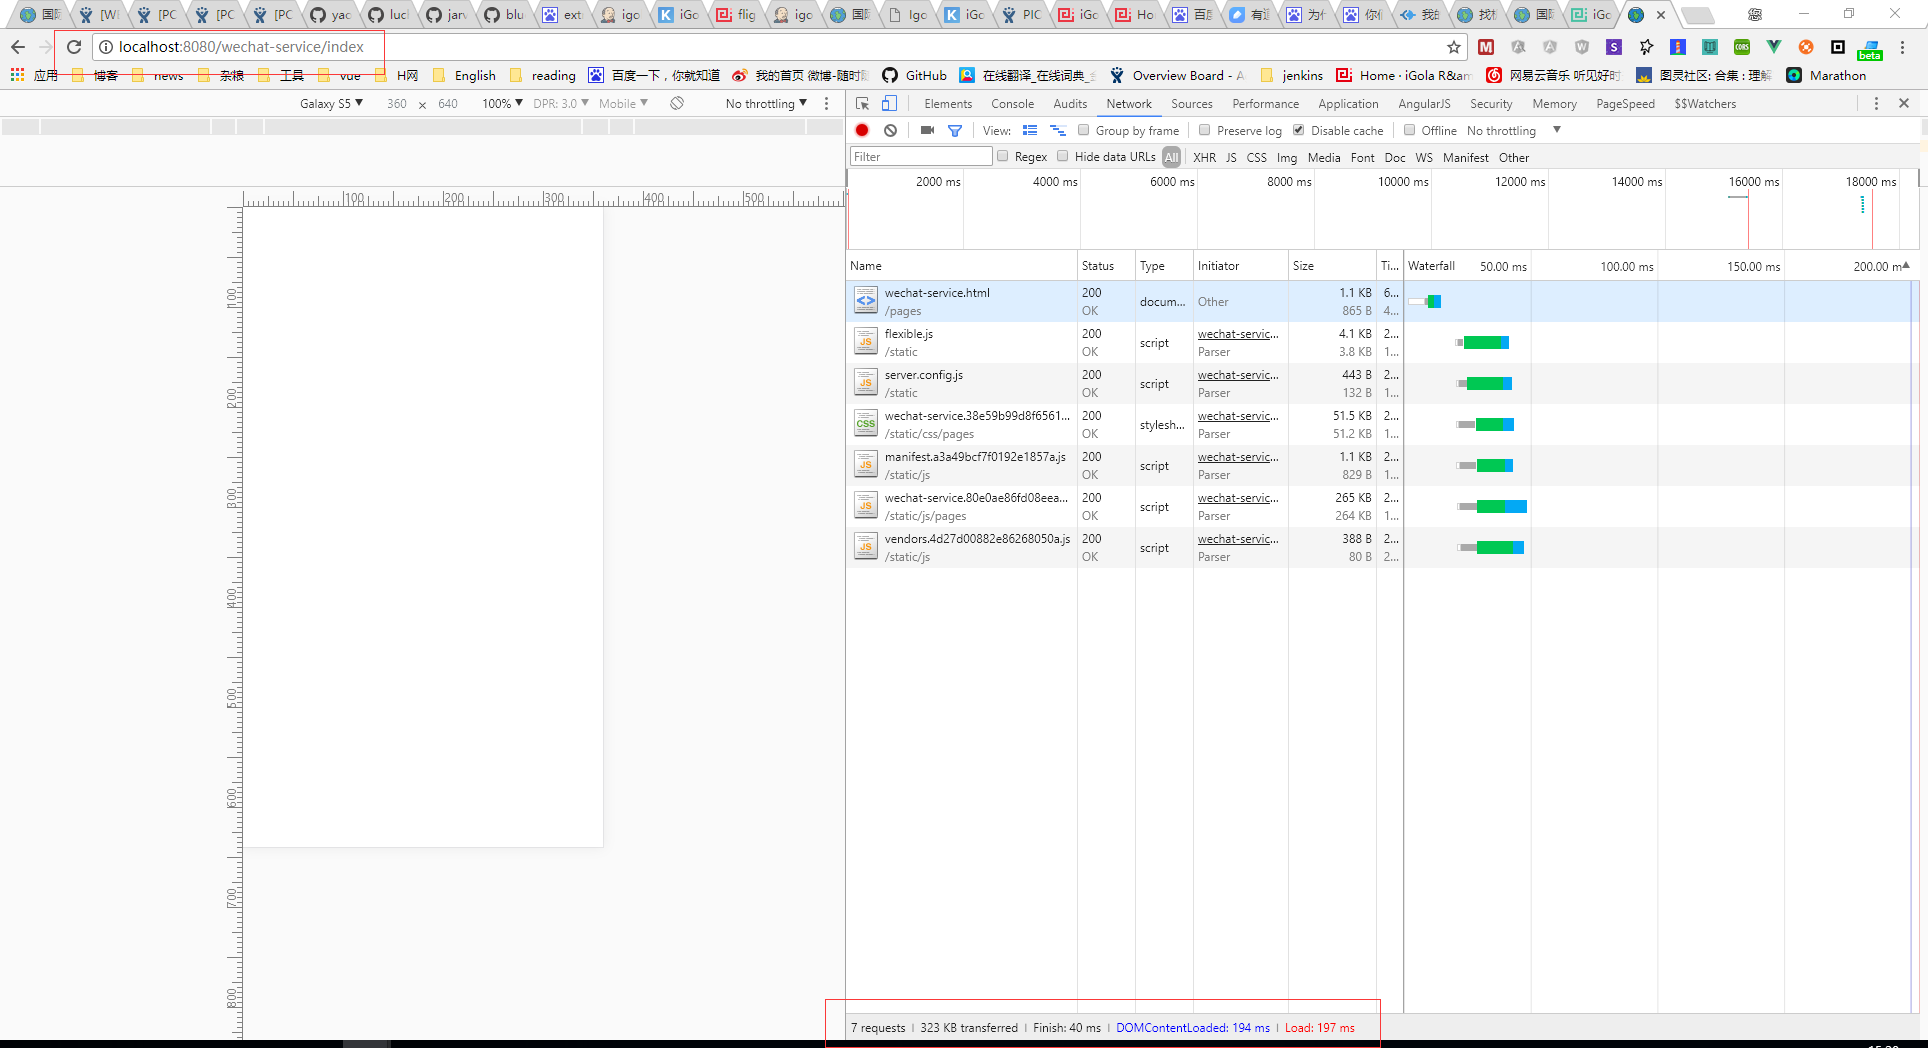 国际 [WI [PC [PC [PC yac luck jarv blu exte igo iGo flig igo 国际 Igo iGo PIC iGo Ho 百度 有道 为什 你们 我的 找机 国际 iGo
localhost:8080/wechat-service/index
应用 博客 news 杂粮 工具 vue H网 English reading 百度一下，你就知道 我的首页 微博-随时随 GitHub 在线翻译_在线词典_ Overview Board - A jenkins Home · iGola R&am 网易云音乐 听见好时 图灵社区: 合集 : 理解 Marathon
beta
Galaxy S5 360 x 640 100% DPR: 3.0 Mobile No throttling
Elements Console Audits Network Sources Performance Application AngularJS Security Memory PageSpeed $$Watchers
View: Group by frame Preserve log Disable cache Offline No throttling
Filter Regex Hide data URLs All XHR JS CSS Img Media Font Doc WS Manifest Other
2000 ms 4000 ms 6000 ms 8000 ms 10000 ms 12000 ms 14000 ms 16000 ms 18000 ms
100 200 300 400 500
100
200
300
400
500
600
700
800
Name Status Type Initiator Size Ti... Waterfall 50.00 ms 100.00 ms 150.00 ms 200.00 m
wechat-service.html 200 docum... Other 1.1 KB 6...
/pages OK 865 B 4...
flexible.js 200 script wechat-servic... 4.1 KB 2...
/static OK Parser 3.8 KB 1...
server.config.js 200 script wechat-servic... 443 B 2...
/static OK Parser 132 B 1...
wechat-service.38e59b99d8f6561... 200 stylesh... wechat-servic... 51.5 KB 2...
/static/css/pages OK Parser 51.2 KB 1...
manifest.a3a49bcf7f0192e1857a.js 200 script wechat-servic... 1.1 KB 2...
/static/js OK Parser 829 B 1...
wechat-service.80e0ae86fd08eea... 200 script wechat-servic... 265 KB 2...
/static/js/pages OK Parser 264 KB 1...
vendors.4d27d00882e86268050a.js 200 script wechat-servic... 388 B 2...
/static/js OK Parser 80 B 2...
7 requests | 323 KB transferred | Finish: 40 ms | DOMContentLoaded: 194 ms | Load: 197 ms